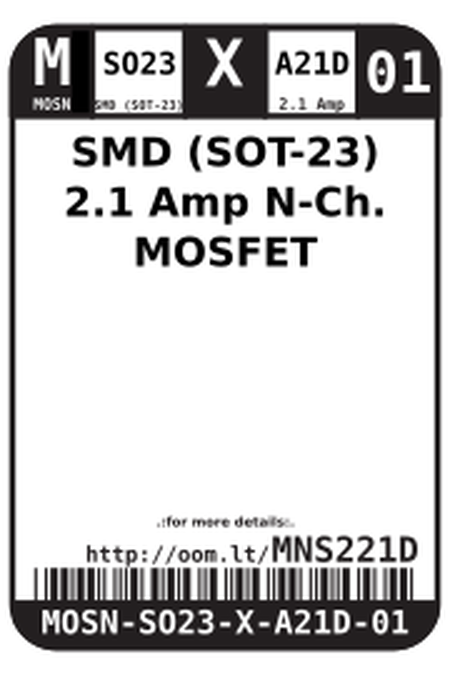 M SO23 X A21D 01
MOSN SMD (SOT-23) 2.1 Amp
SMD (SOT-23)
2.1 Amp N-Ch.
MOSFET
.:for more details:.
http://oom.lt/MNS221D
MOSN-SO23-X-A21D-01